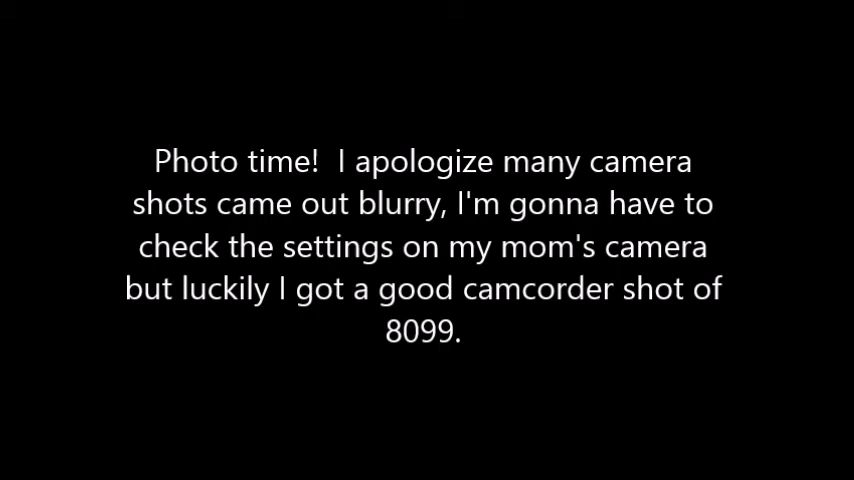 Photo time!  I apologize many camera
shots came out blurry, I'm gonna have to
check the settings on my mom's camera
but luckily I got a good camcorder shot of
8099.